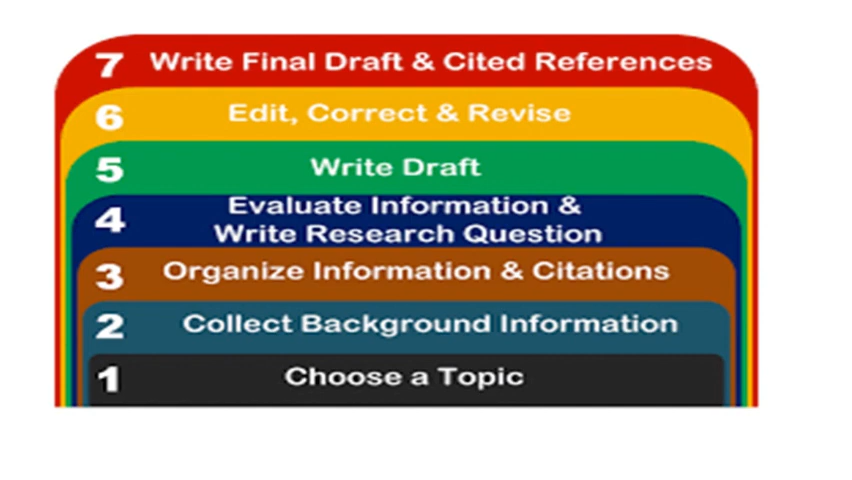 7 Write Final Draft & Cited References
6 Edit, Correct & Revise
5 Write Draft
4 Evaluate Information &
Write Research Question
3 Organize Information & Citations
2 Collect Background Information
1 Choose a Topic